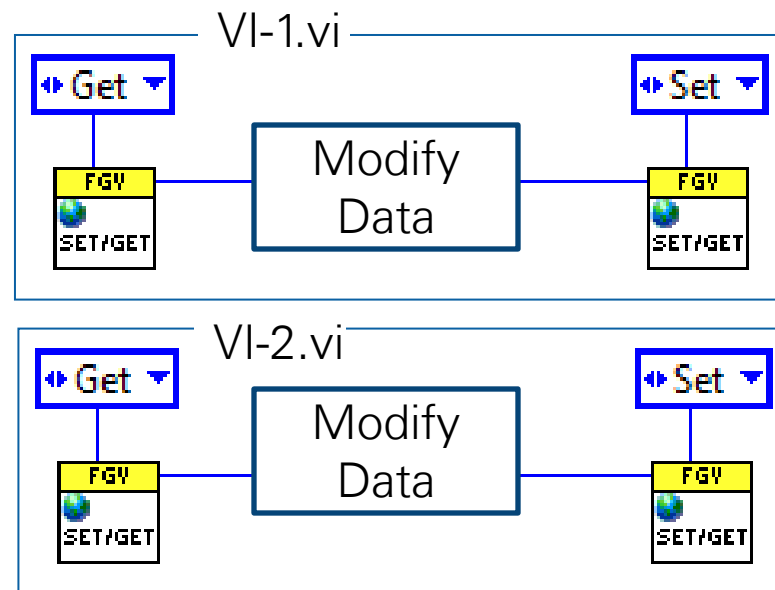 VI-1.vi
Get
Set
FGV
SET/GET
Modify
Data
FGV
SET/GET
VI-2.vi
Get
Set
FGV
SET/GET
Modify
Data
FGV
SET/GET